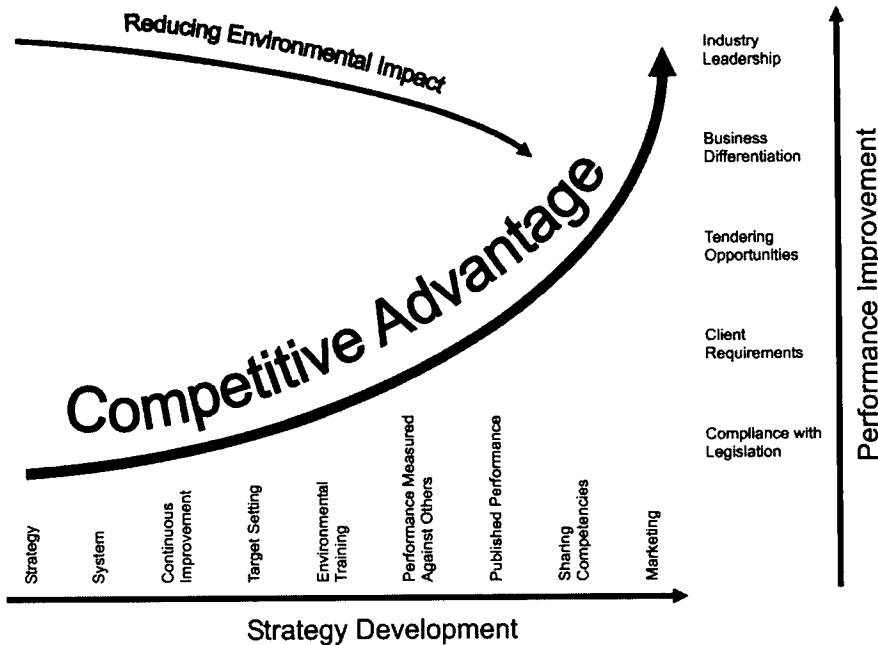 Reducing Environmental Impact
Competitive Advantage
Industry
Leadership
Business
Differentiation
Tendering
Opportunities
Client
Requirements
Compliance with
Legislation
Performance Improvement
Strategy
System
Continuous
Improvement
Target Setting
Environmental
Training
Performance Measured
Against Others
Published Performance
Sharing
Competencies
Marketing
Strategy Development